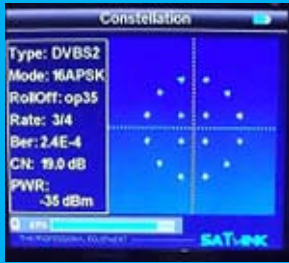 Constellation
Type: DVBS2
Mode: 16APSK
RollOff: op35
Rate: 3/4
Ber: 2.4E-4
CN: 19.0 dB
PWR:
-35 dBm
SATLINK